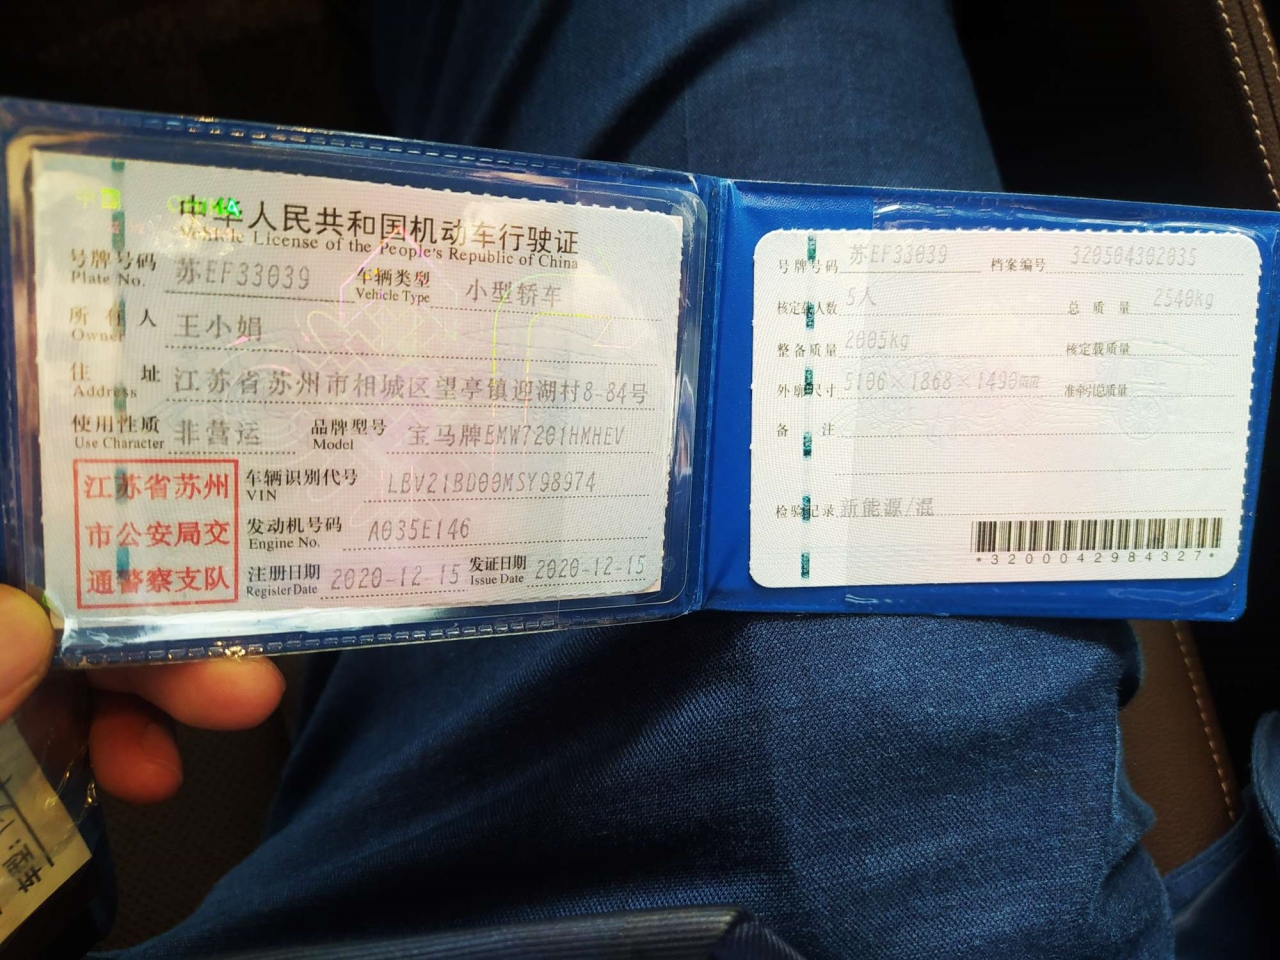 中国 CHINA
中华人民共和国机动车行驶证
Vehicle License of the People's Republic of China
号牌号码 苏EF33039 车辆类型 小型轿车
Plate No. Vehicle Type
所有人 王小娟
Owner
住址 江苏省苏州市相城区望亭镇迎湖村8-84号
Address
使用性质 非营运 品牌型号 宝马牌BMW7201HMHEV
Use Character Model
江苏省苏州
市公安局交
通警察支队
车辆识别代号 LBV21BD00MSY98974
VIN
发动机号码 A035E146
Engine No.
注册日期 2020-12-15 发证日期 2020-12-15
Register Date Issue Date
号牌号码 苏EF33039 档案编号 320504302035
核定载人数 5人 总质量 2540kg
整备质量 2005kg 核定载质量
外廓尺寸 5106×1868×1490mm 准牵引总质量
备注
检验记录 新能源/混
*3200042984327*